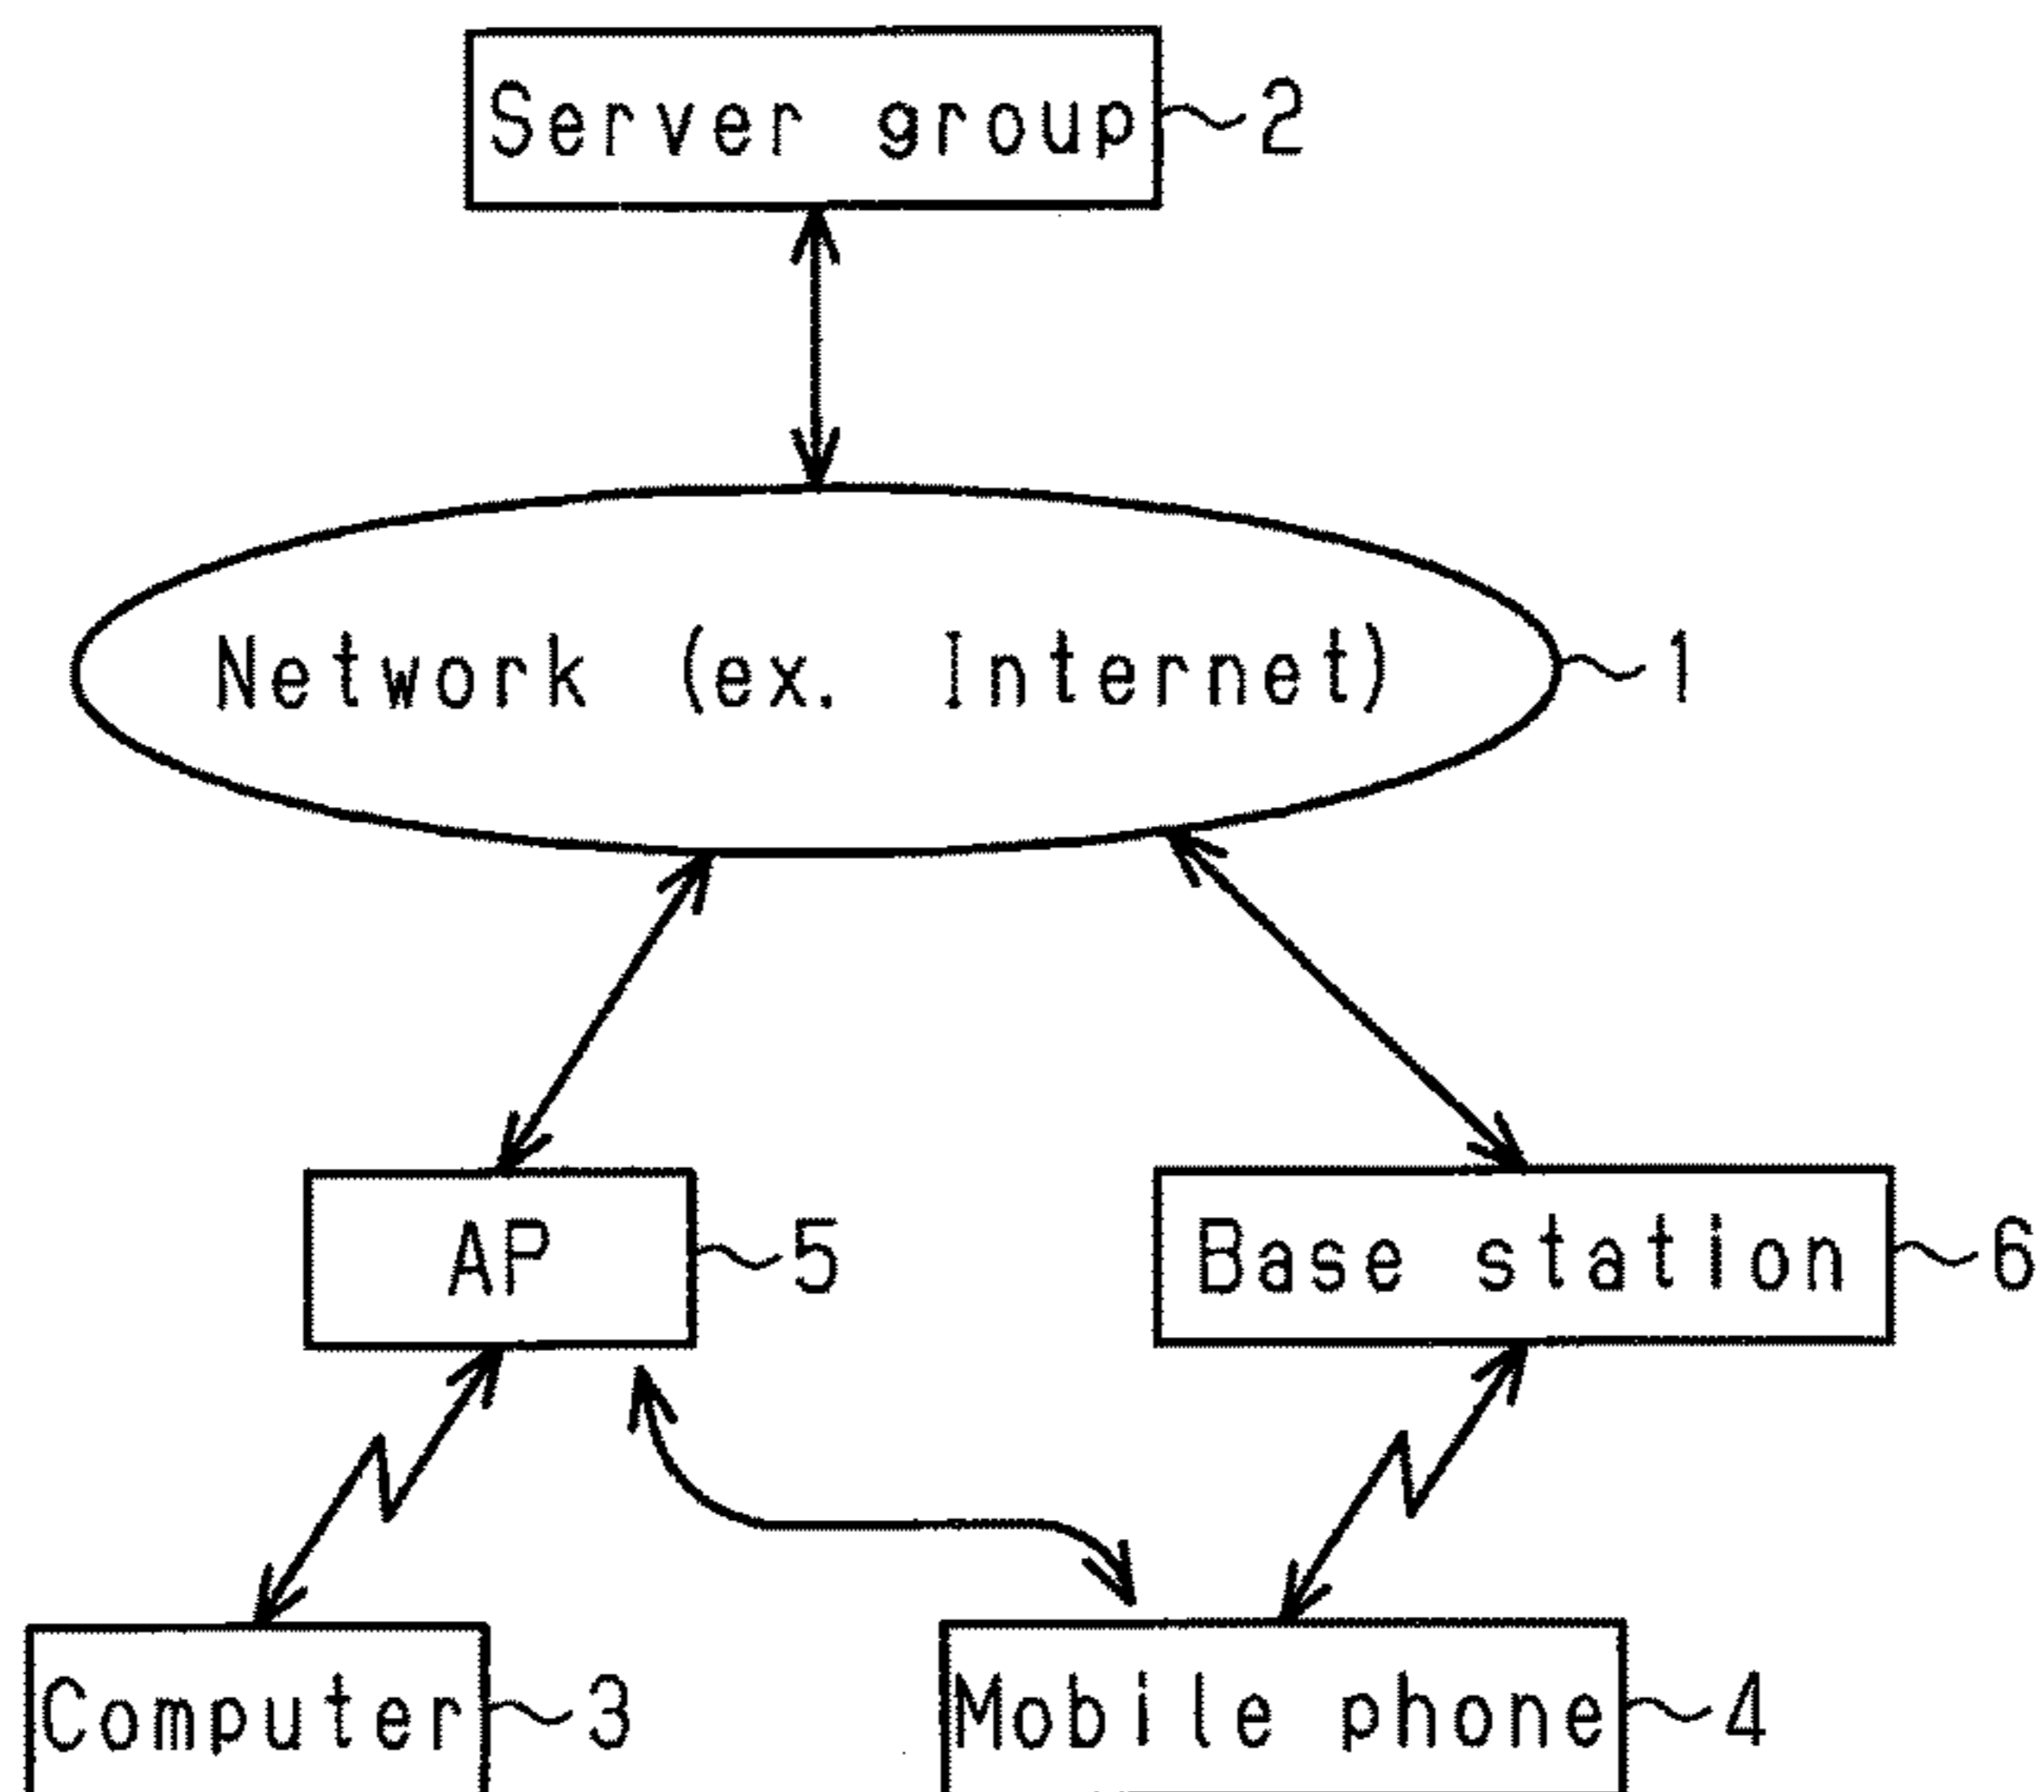 Server group 2
Network (ex. Internet) 1
AP 5
Base station 6
Computer 3
Mobile phone 4